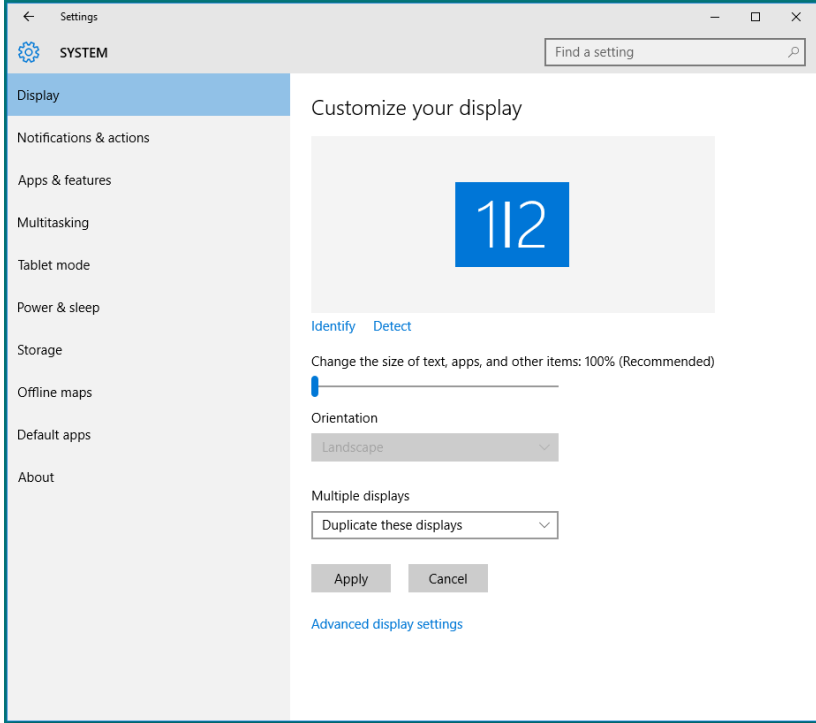 Settings
SYSTEM
Find a setting
Display
Notifications & actions
Apps & features
Multitasking
Tablet mode
Power & sleep
Storage
Offline maps
Default apps
About
Customize your display
1|2
Identify Detect
Change the size of text, apps, and other items: 100% (Recommended)
Orientation
Landscape
Multiple displays
Duplicate these displays
Apply Cancel
Advanced display settings